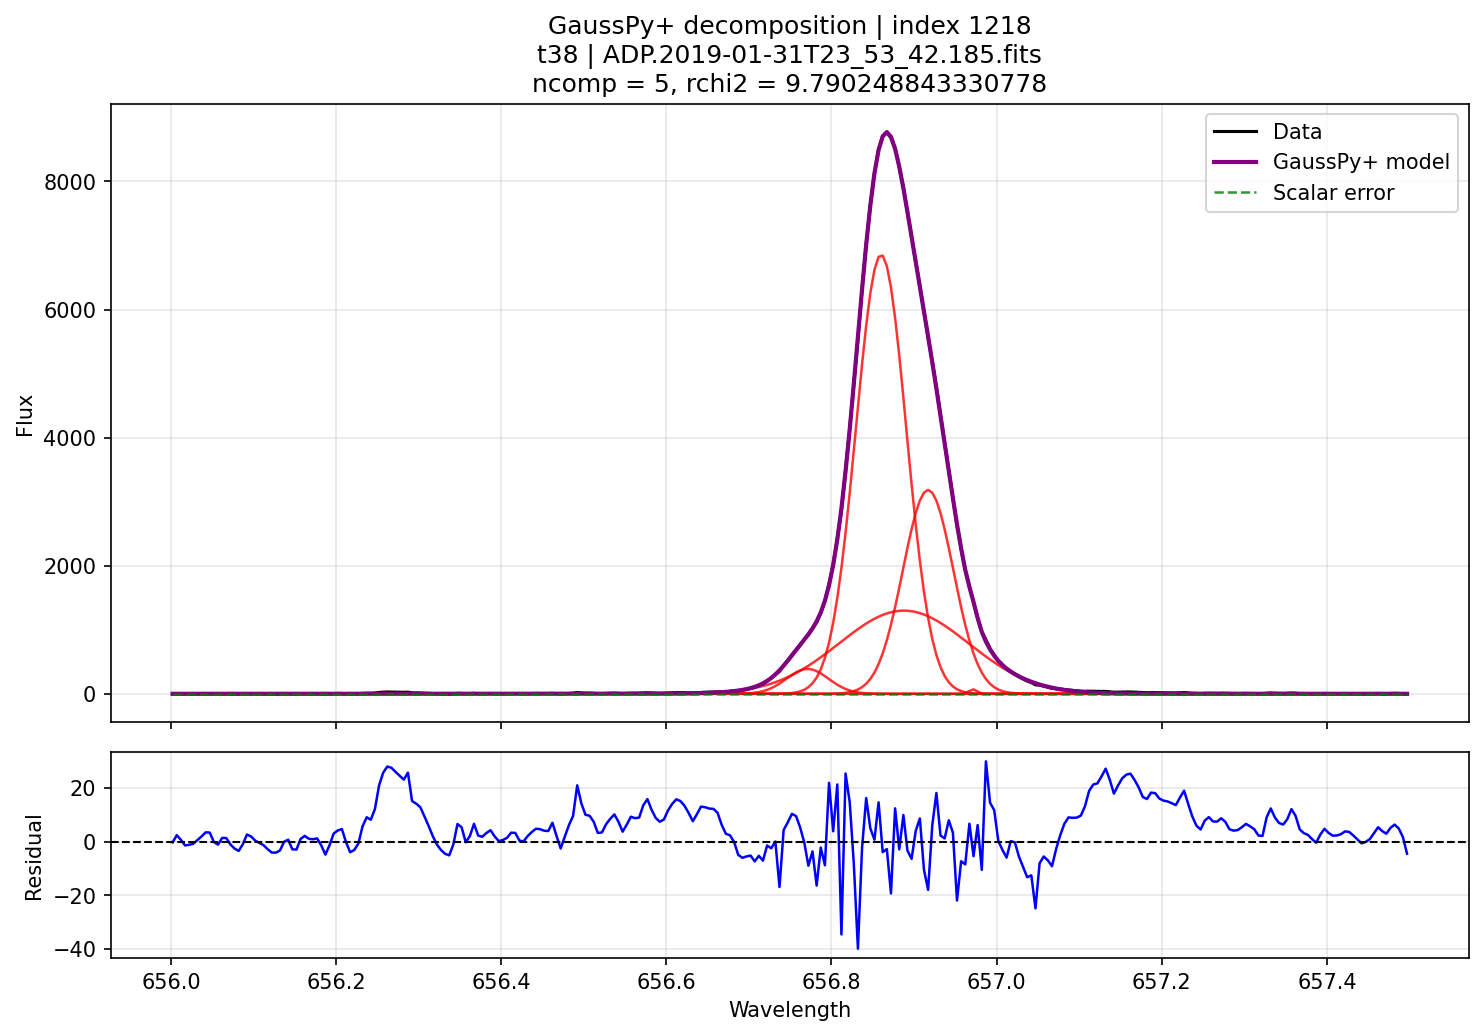 GaussPy+ decomposition | index 1218
t38 | ADP.2019-01-31T23_53_42.185.fits
ncomp = 5, rchi2 = 9.790248843330778
Data
GaussPy+ model
Scalar error
Flux
8000
6000
4000
2000
0
Residual
20
0
−20
−40
656.0
656.2
656.4
656.6
656.8
657.0
657.2
657.4
Wavelength